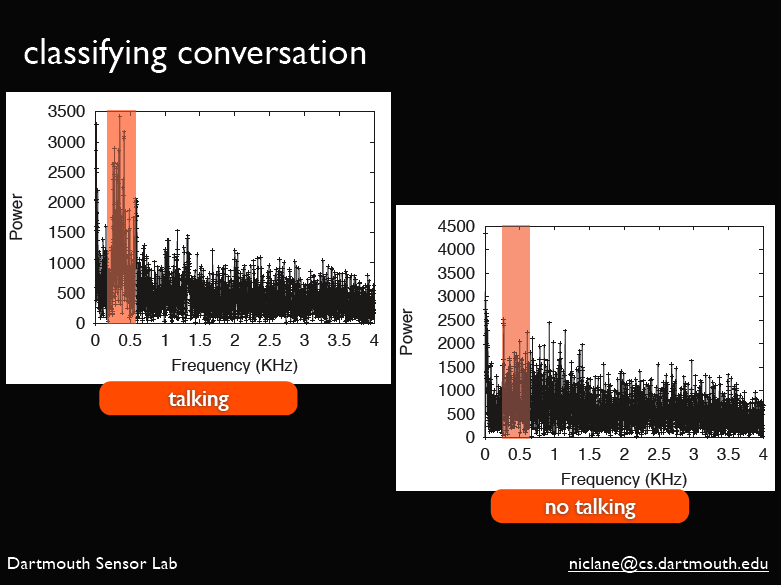 classifying conversation
3500
3000
2500
2000
1500
1000
500
0
Power
0 0.5 1 1.5 2 2.5 3 3.5 4
Frequency (KHz)
talking
4500
4000
3500
3000
2500
2000
1500
1000
500
0
Power
0 0.5 1 1.5 2 2.5 3 3.5 4
Frequency (KHz)
no talking
Dartmouth Sensor Lab
niclane@cs.dartmouth.edu